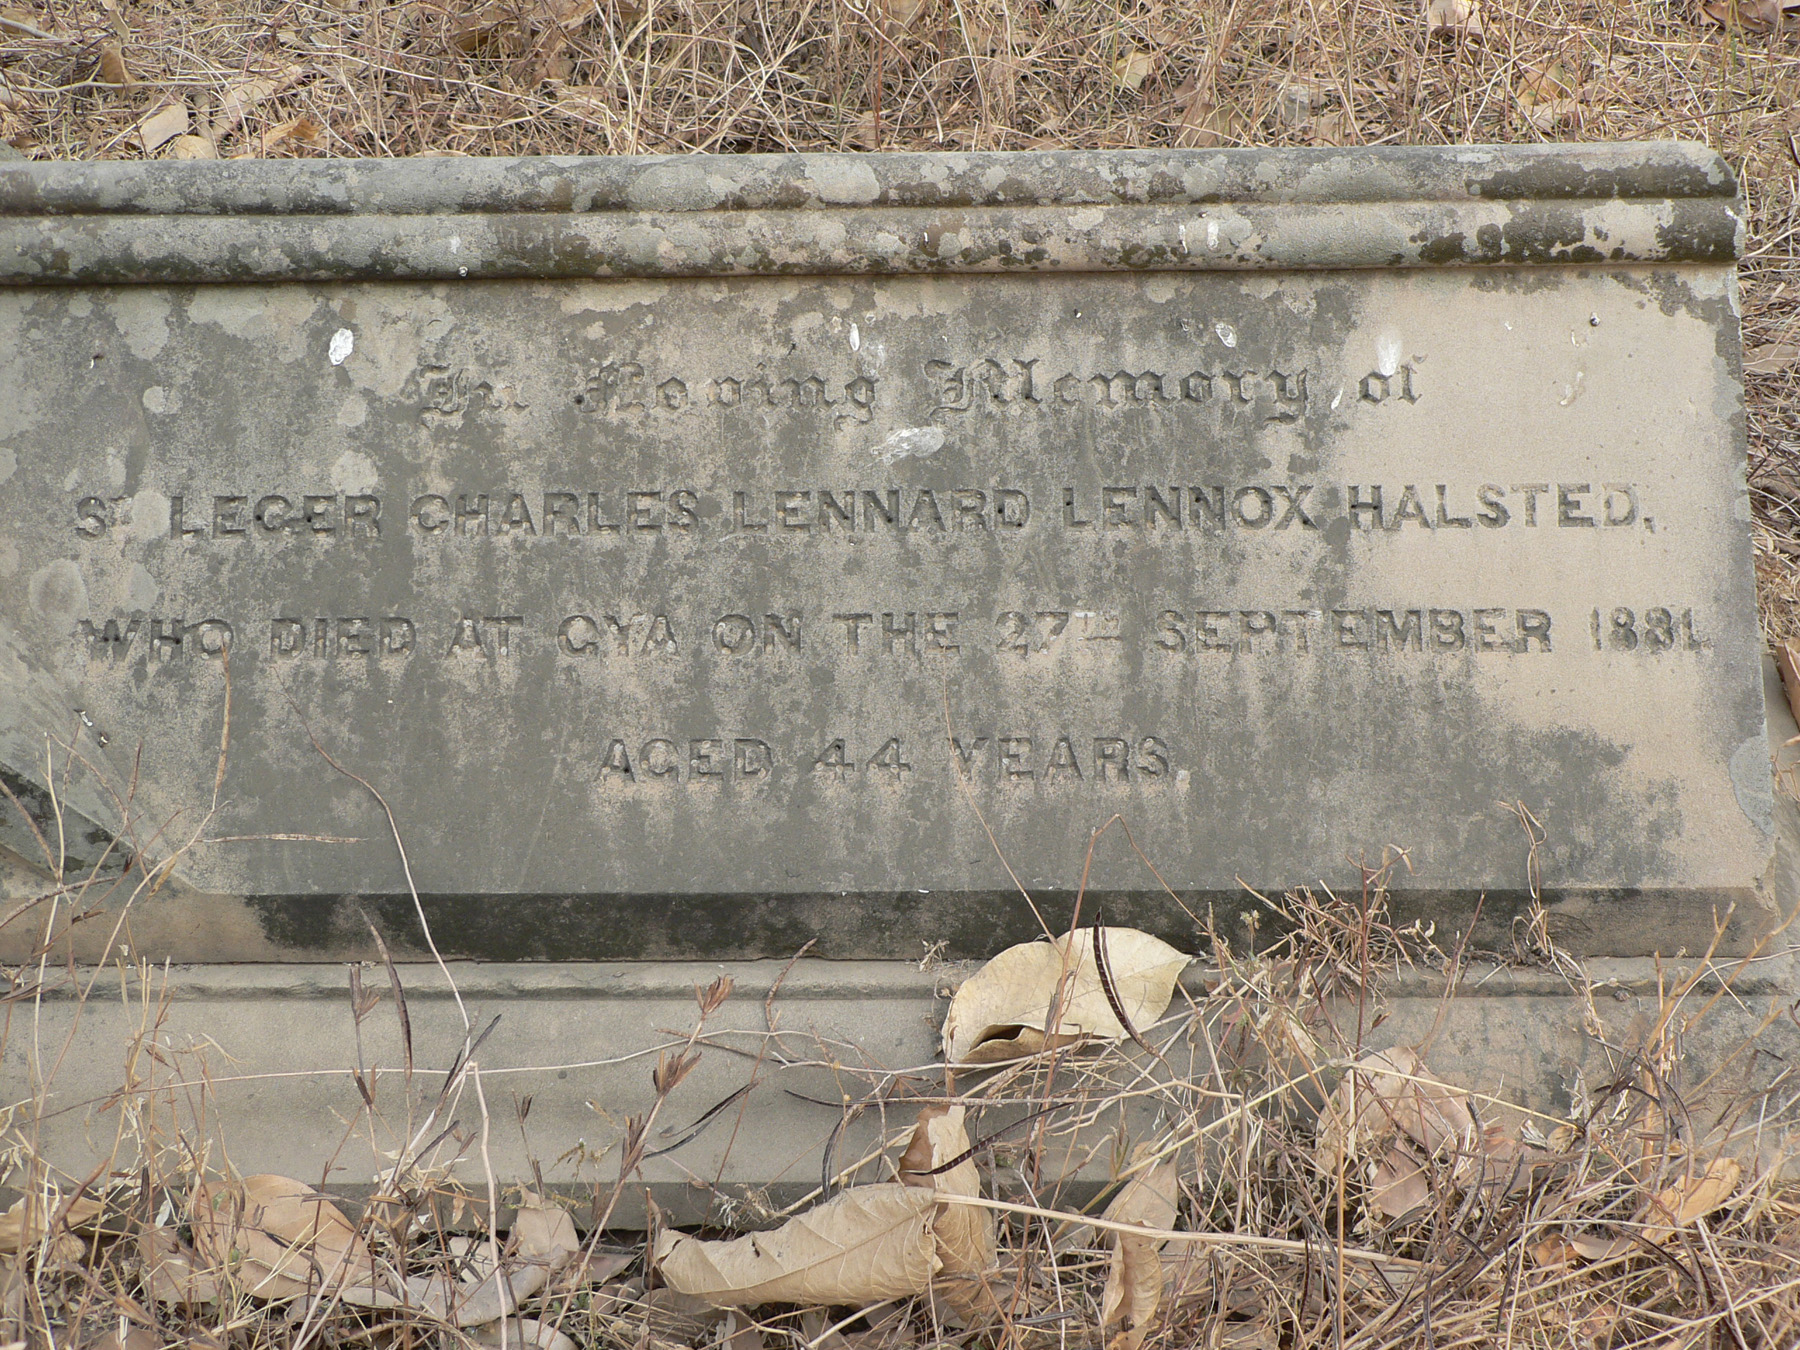 In Loving Memory of
ST LEGER CHARLES LENNARD LENNOX HALSTED,
WHO DIED AT GYA ON THE 27TH SEPTEMBER 1881.
AGED 44 YEARS.